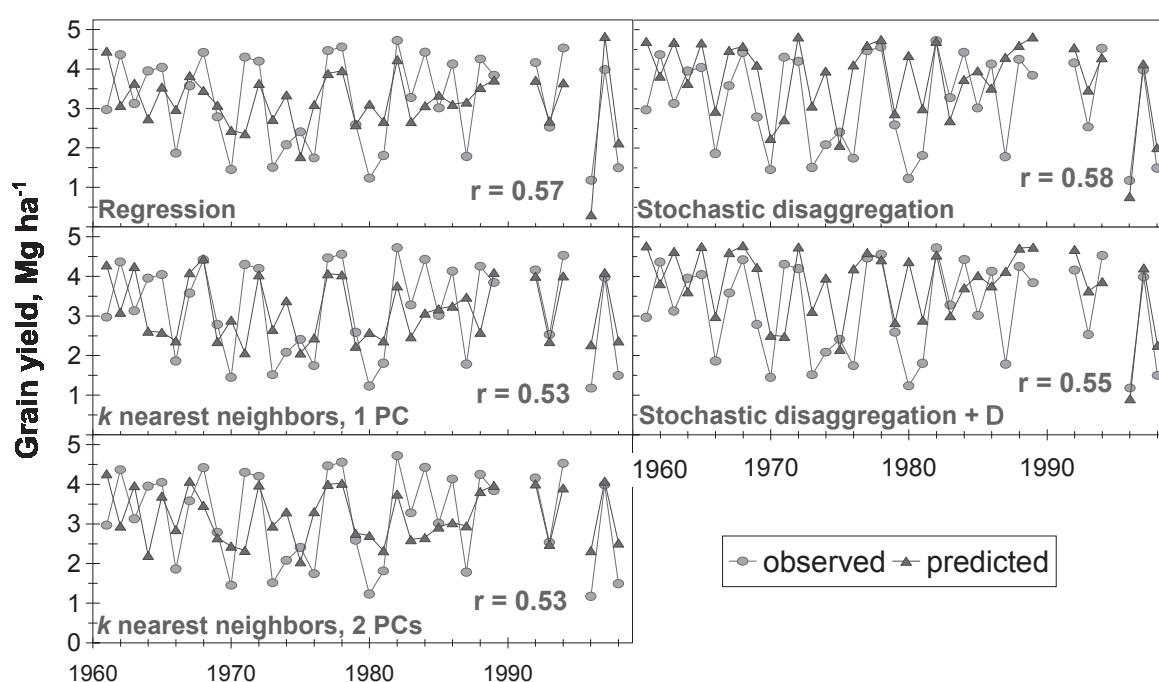 Grain yield, Mg ha-1
5
4
3
2
1
r = 0.57
Regression
r = 0.58
Stochastic disaggregation
5
4
3
2
1
r = 0.53
k nearest neighbors, 1 PC
r = 0.55
Stochastic disaggregation + D
1960 1970 1980 1990
5
4
3
2
1
0
r = 0.53
k nearest neighbors, 2 PCs
1960 1970 1980 1990
observed predicted